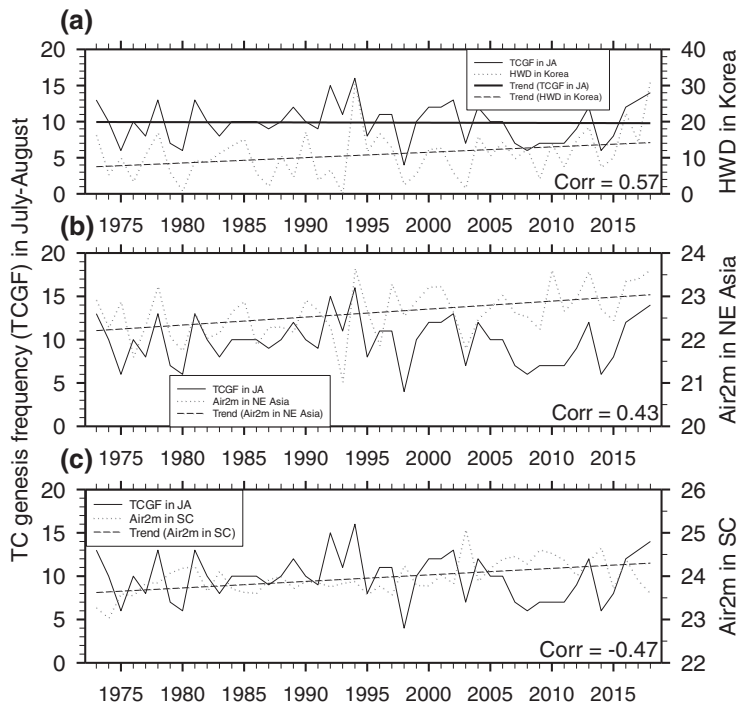 TC genesis frequency (TCGF) in July-August
(a)
20
15
10
5
0
TCGF in JA
HWD in Korea
Trend (TCGF in JA)
Trend (HWD in Korea)
Corr = 0.57
40
30
20
10
0
HWD in Korea
1975 1980 1985 1990 1995 2000 2005 2010 2015
(b)
20
15
10
5
0
TCGF in JA
Air2m in NE Asia
Trend (Air2m in NE Asia)
Corr = 0.43
24
23
22
21
20
Air2m in NE Asia
1975 1980 1985 1990 1995 2000 2005 2010 2015
(c)
20
15
10
5
0
TCGF in JA
Air2m in SC
Trend (Air2m in SC)
Corr = -0.47
26
25
24
23
22
Air2m in SC
1975 1980 1985 1990 1995 2000 2005 2010 2015